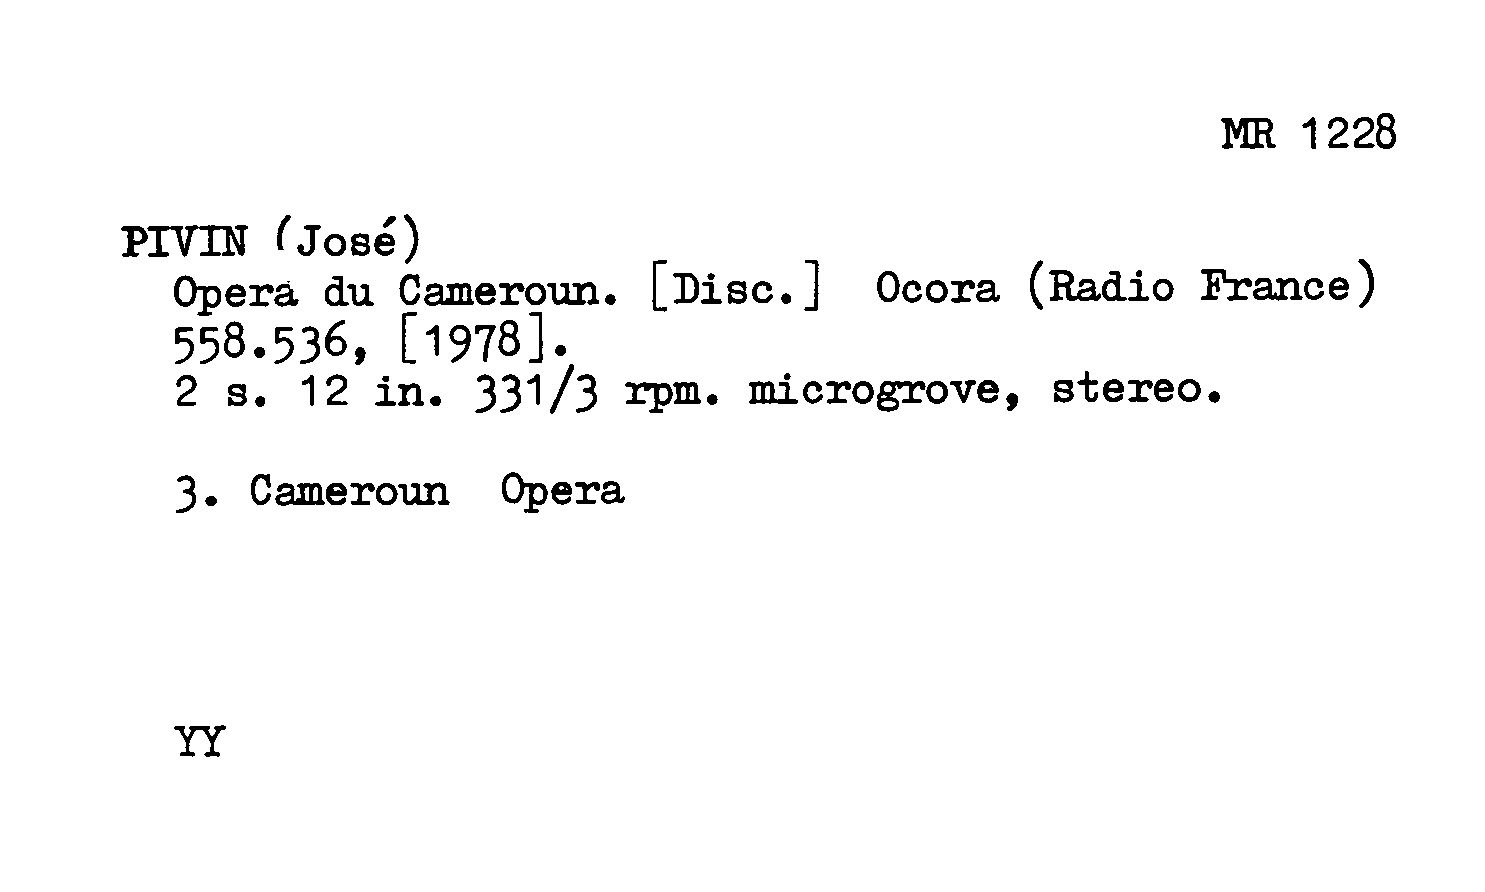 MR 1228
PIVIN (José)
Opera du Cameroun. [Disc.] Ocora (Radio France)
558.536, [1978].
2 s. 12 in. 331/3 rpm. microgrove, stereo.
3. Cameroun Opera
YY